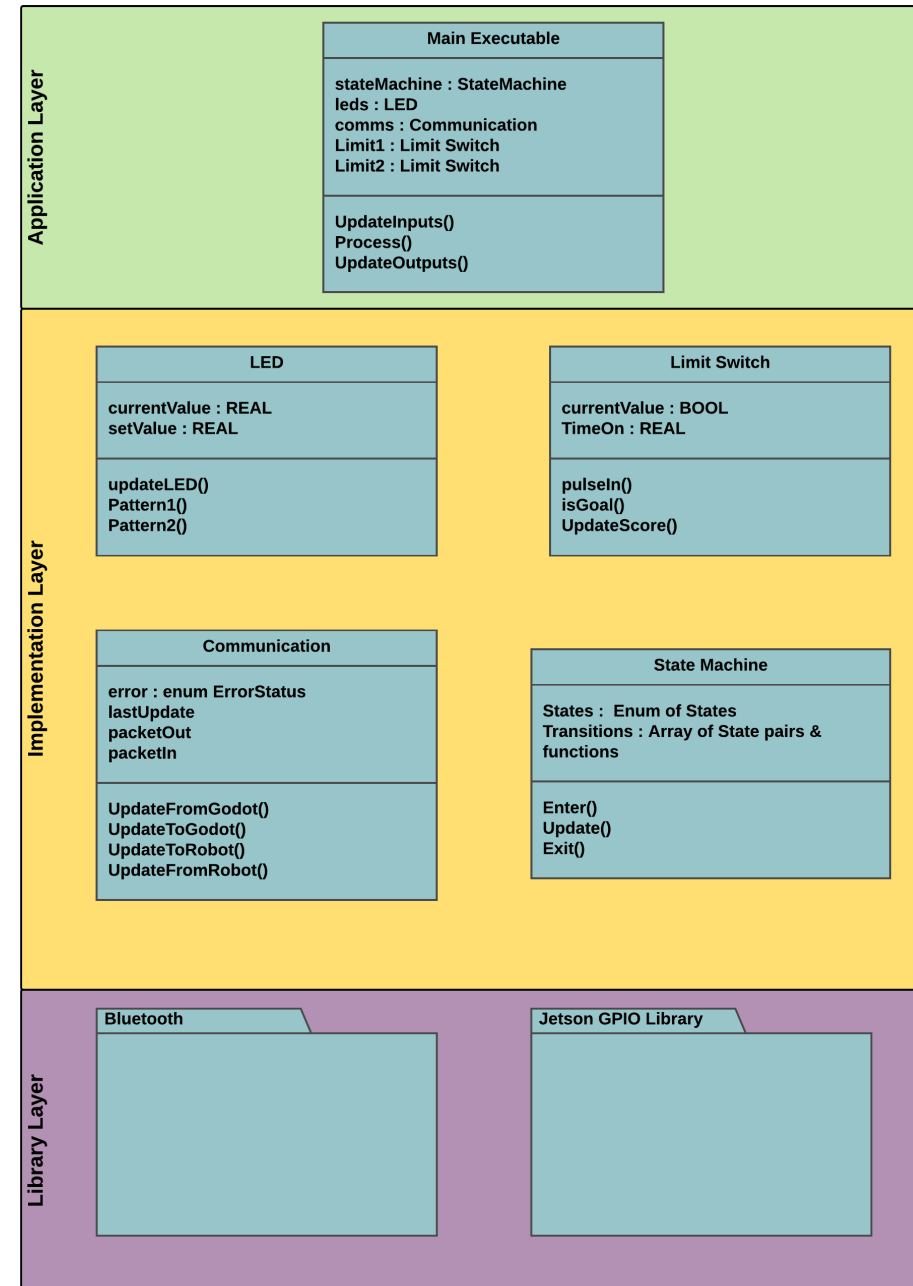 Application Layer
Main Executable
stateMachine : StateMachine
leds : LED
comms : Communication
Limit1 : Limit Switch
Limit2 : Limit Switch
UpdateInputs()
Process()
UpdateOutputs()
Implementation Layer
LED
currentValue : REAL
setValue : REAL
updateLED()
Pattern1()
Pattern2()
Limit Switch
currentValue : BOOL
TimeOn : REAL
pulseIn()
isGoal()
UpdateScore()
Communication
error : enum ErrorStatus
lastUpdate
packetOut
packetIn
UpdateFromGodot()
UpdateToGodot()
UpdateToRobot()
UpdateFromRobot()
State Machine
States :  Enum of States
Transitions : Array of State pairs &
functions
Enter()
Update()
Exit()
Library Layer
Bluetooth
Jetson GPIO Library